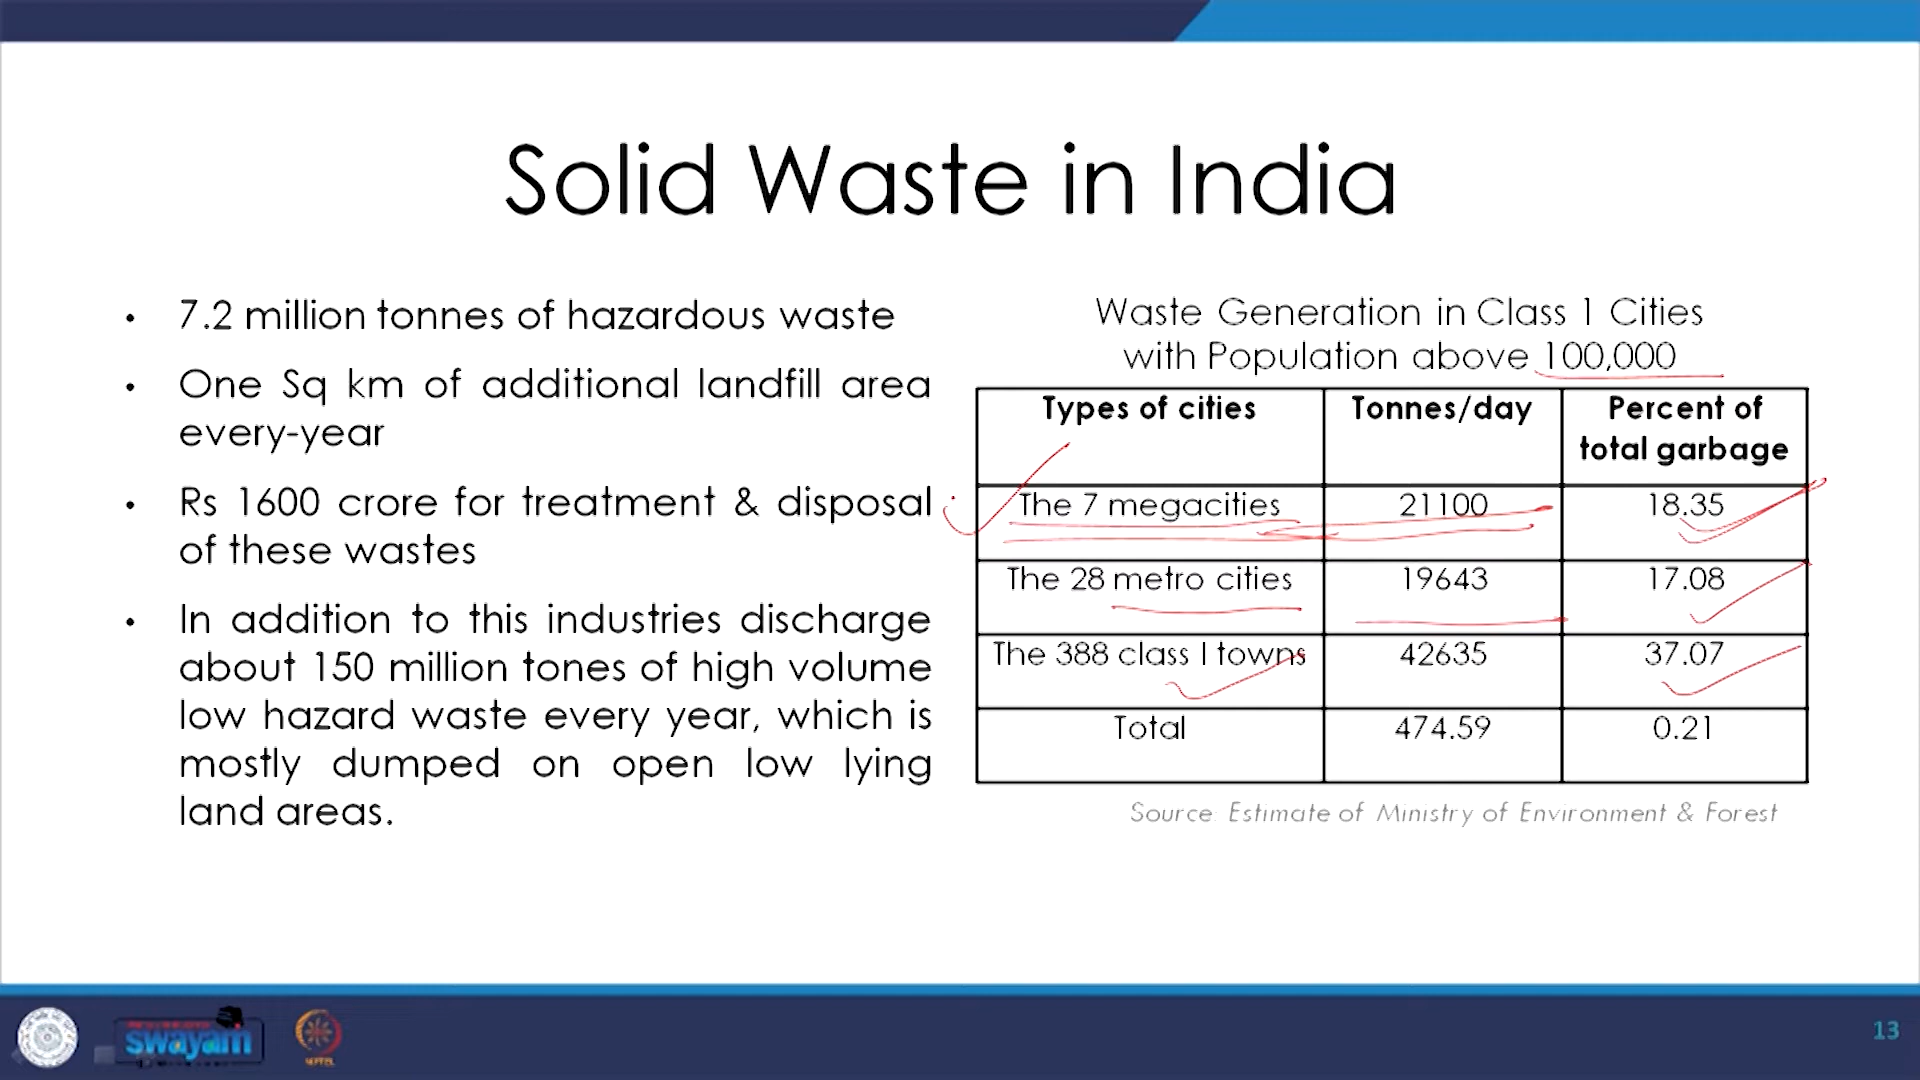 Solid Waste in India
• 7.2 million tonnes of hazardous waste
• One Sq km of additional landfill area
every-year
• Rs 1600 crore for treatment & disposal
of these wastes
• In addition to this industries discharge
about 150 million tones of high volume
low hazard waste every year, which is
mostly dumped on open low lying
land areas.
Waste Generation in Class 1 Cities
with Population above 100,000
Types of cities Tonnes/day Percent of
total garbage
The 7 megacities 21100 18.35
The 28 metro cities 19643 17.08
The 388 class I towns 42635 37.07
Total 474.59 0.21
Source: Estimate of Ministry of Environment & Forest
swayam
13